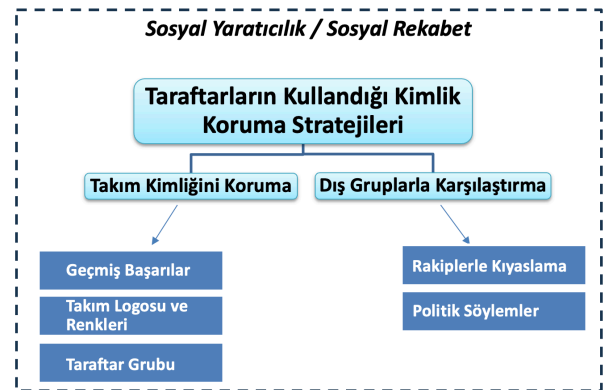 Sosyal Yaratıcılık / Sosyal Rekabet
Taraftarların Kullandığı Kimlik
Koruma Stratejileri
Takım Kimliğini Koruma
Dış Gruplarla Karşılaştırma
Geçmiş Başarılar
Takım Logosu ve
Renkleri
Taraftar Grubu
Rakiplerle Kıyaslama
Politik Söylemler